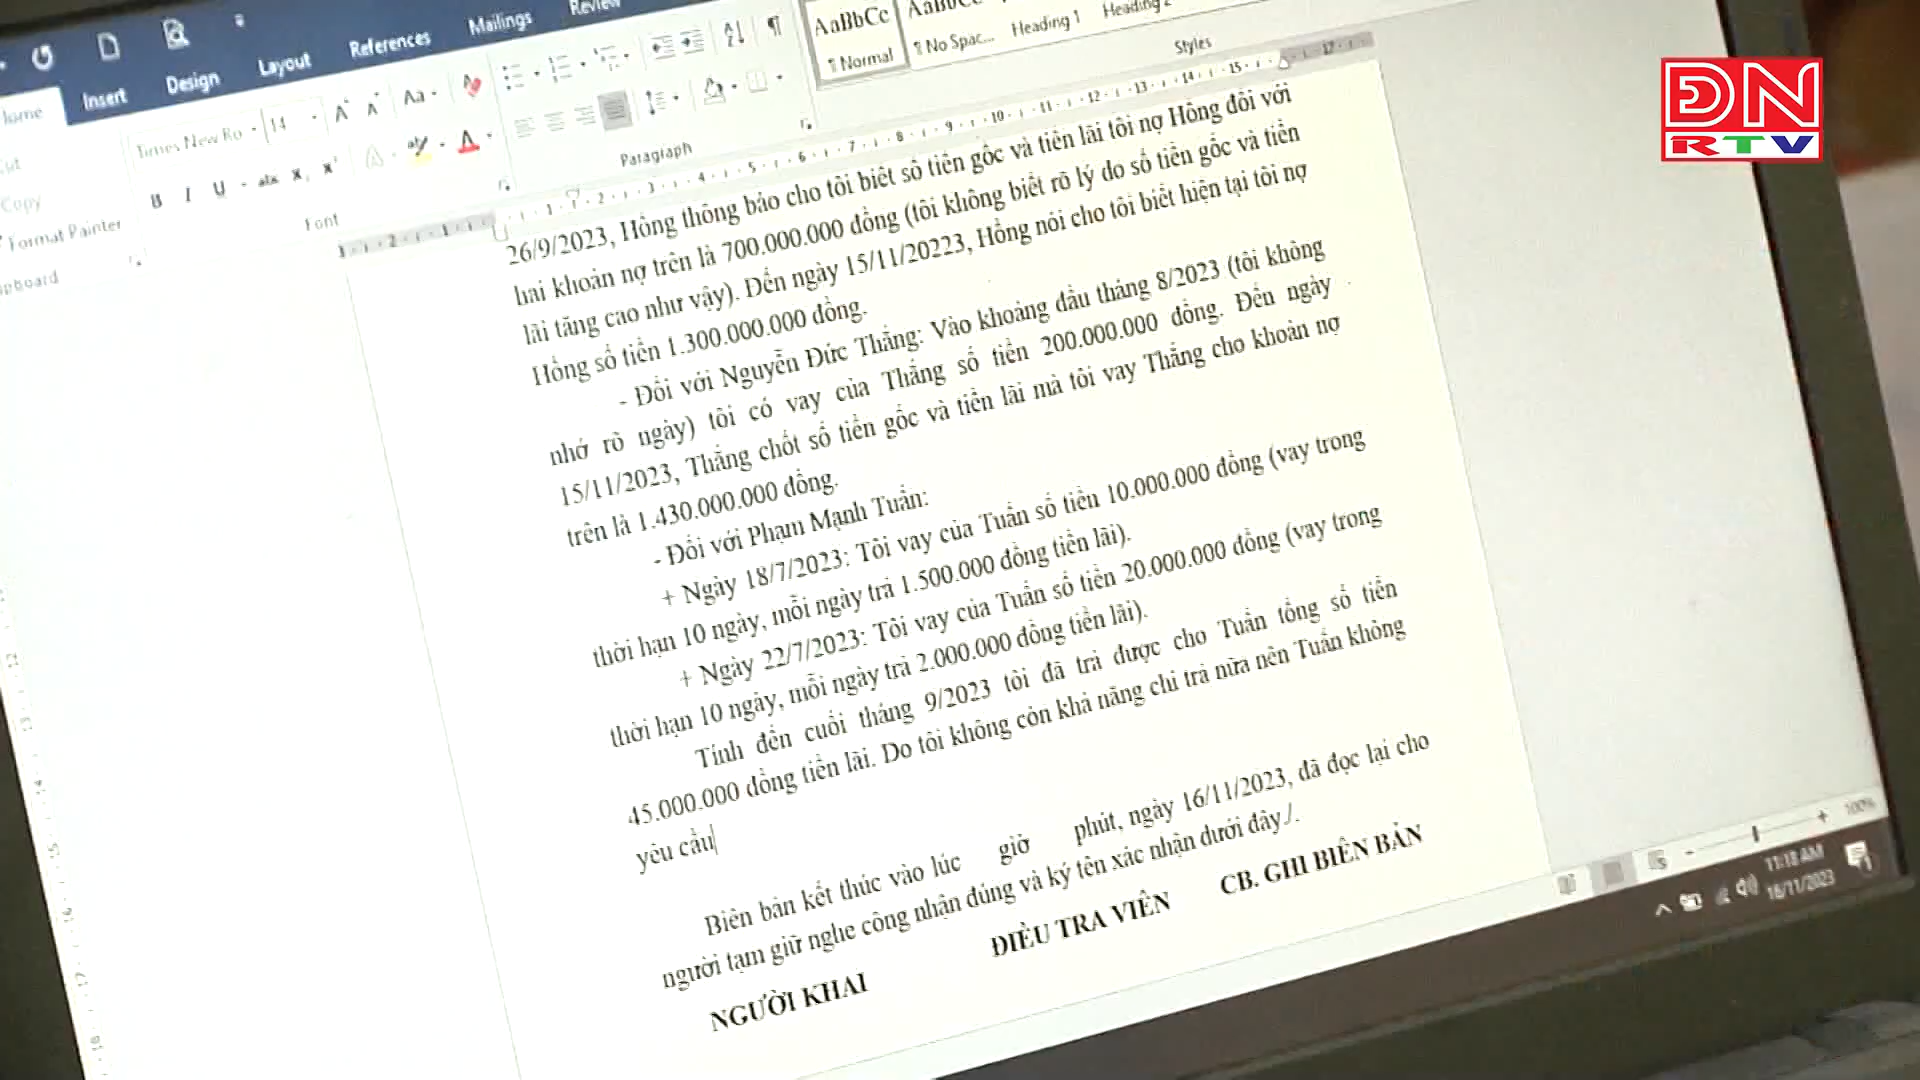 Mailings
Review
References
Layout
Design
Insert
Home
Cut
Copy
Format Painter
Clipboard
Times New Ro
14
Aa
B I U abc x x
Font
Paragraph
AaBbCc
¶ Normal
¶ No Spac...
Heading 1
Heading 2
Styles
ĐN
RTV
26/9/2023, Hồng thông báo cho tôi biết số tiền gốc và tiền lãi tôi nợ Hồng đối với
hai khoản nợ trên là 700.000.000 đồng (tôi không biết rõ lý do số tiền gốc và tiền
lãi tăng cao như vậy). Đến ngày 15/11/20223, Hồng nói cho tôi biết hiện tại tôi nợ
Hồng số tiền 1.300.000.000 đồng.
- Đối với Nguyễn Đức Thắng: Vào khoảng đầu tháng 8/2023 (tôi không
nhớ rõ ngày) tôi có vay của Thắng số tiền 200.000.000 đồng. Đến ngày
15/11/2023, Thắng chốt số tiền gốc và tiền lãi mà tôi vay Thắng cho khoản nợ
trên là 1.430.000.000 đồng.
- Đối với Phạm Mạnh Tuấn:
+ Ngày 18/7/2023: Tôi vay của Tuấn số tiền 10.000.000 đồng (vay trong
thời hạn 10 ngày, mỗi ngày trả 1.500.000 đồng tiền lãi).
+ Ngày 22/7/2023: Tôi vay của Tuấn số tiền 20.000.000 đồng (vay trong
thời hạn 10 ngày, mỗi ngày trả 2.000.000 đồng tiền lãi).
Tính đến cuối tháng 9/2023 tôi đã trả được cho Tuấn tổng số tiền
45.000.000 đồng tiền lãi. Do tôi không còn khả năng chi trả nữa nên Tuấn không
yêu cầu
Biên bản kết thúc vào lúc giờ phút, ngày 16/11/2023, đã đọc lại cho
người tạm giữ nghe công nhận đúng và ký tên xác nhận dưới đây./.
NGƯỜI KHAI ĐIỀU TRA VIÊN CB. GHI BIÊN BẢN
100%
11:18 AM
16/11/2023